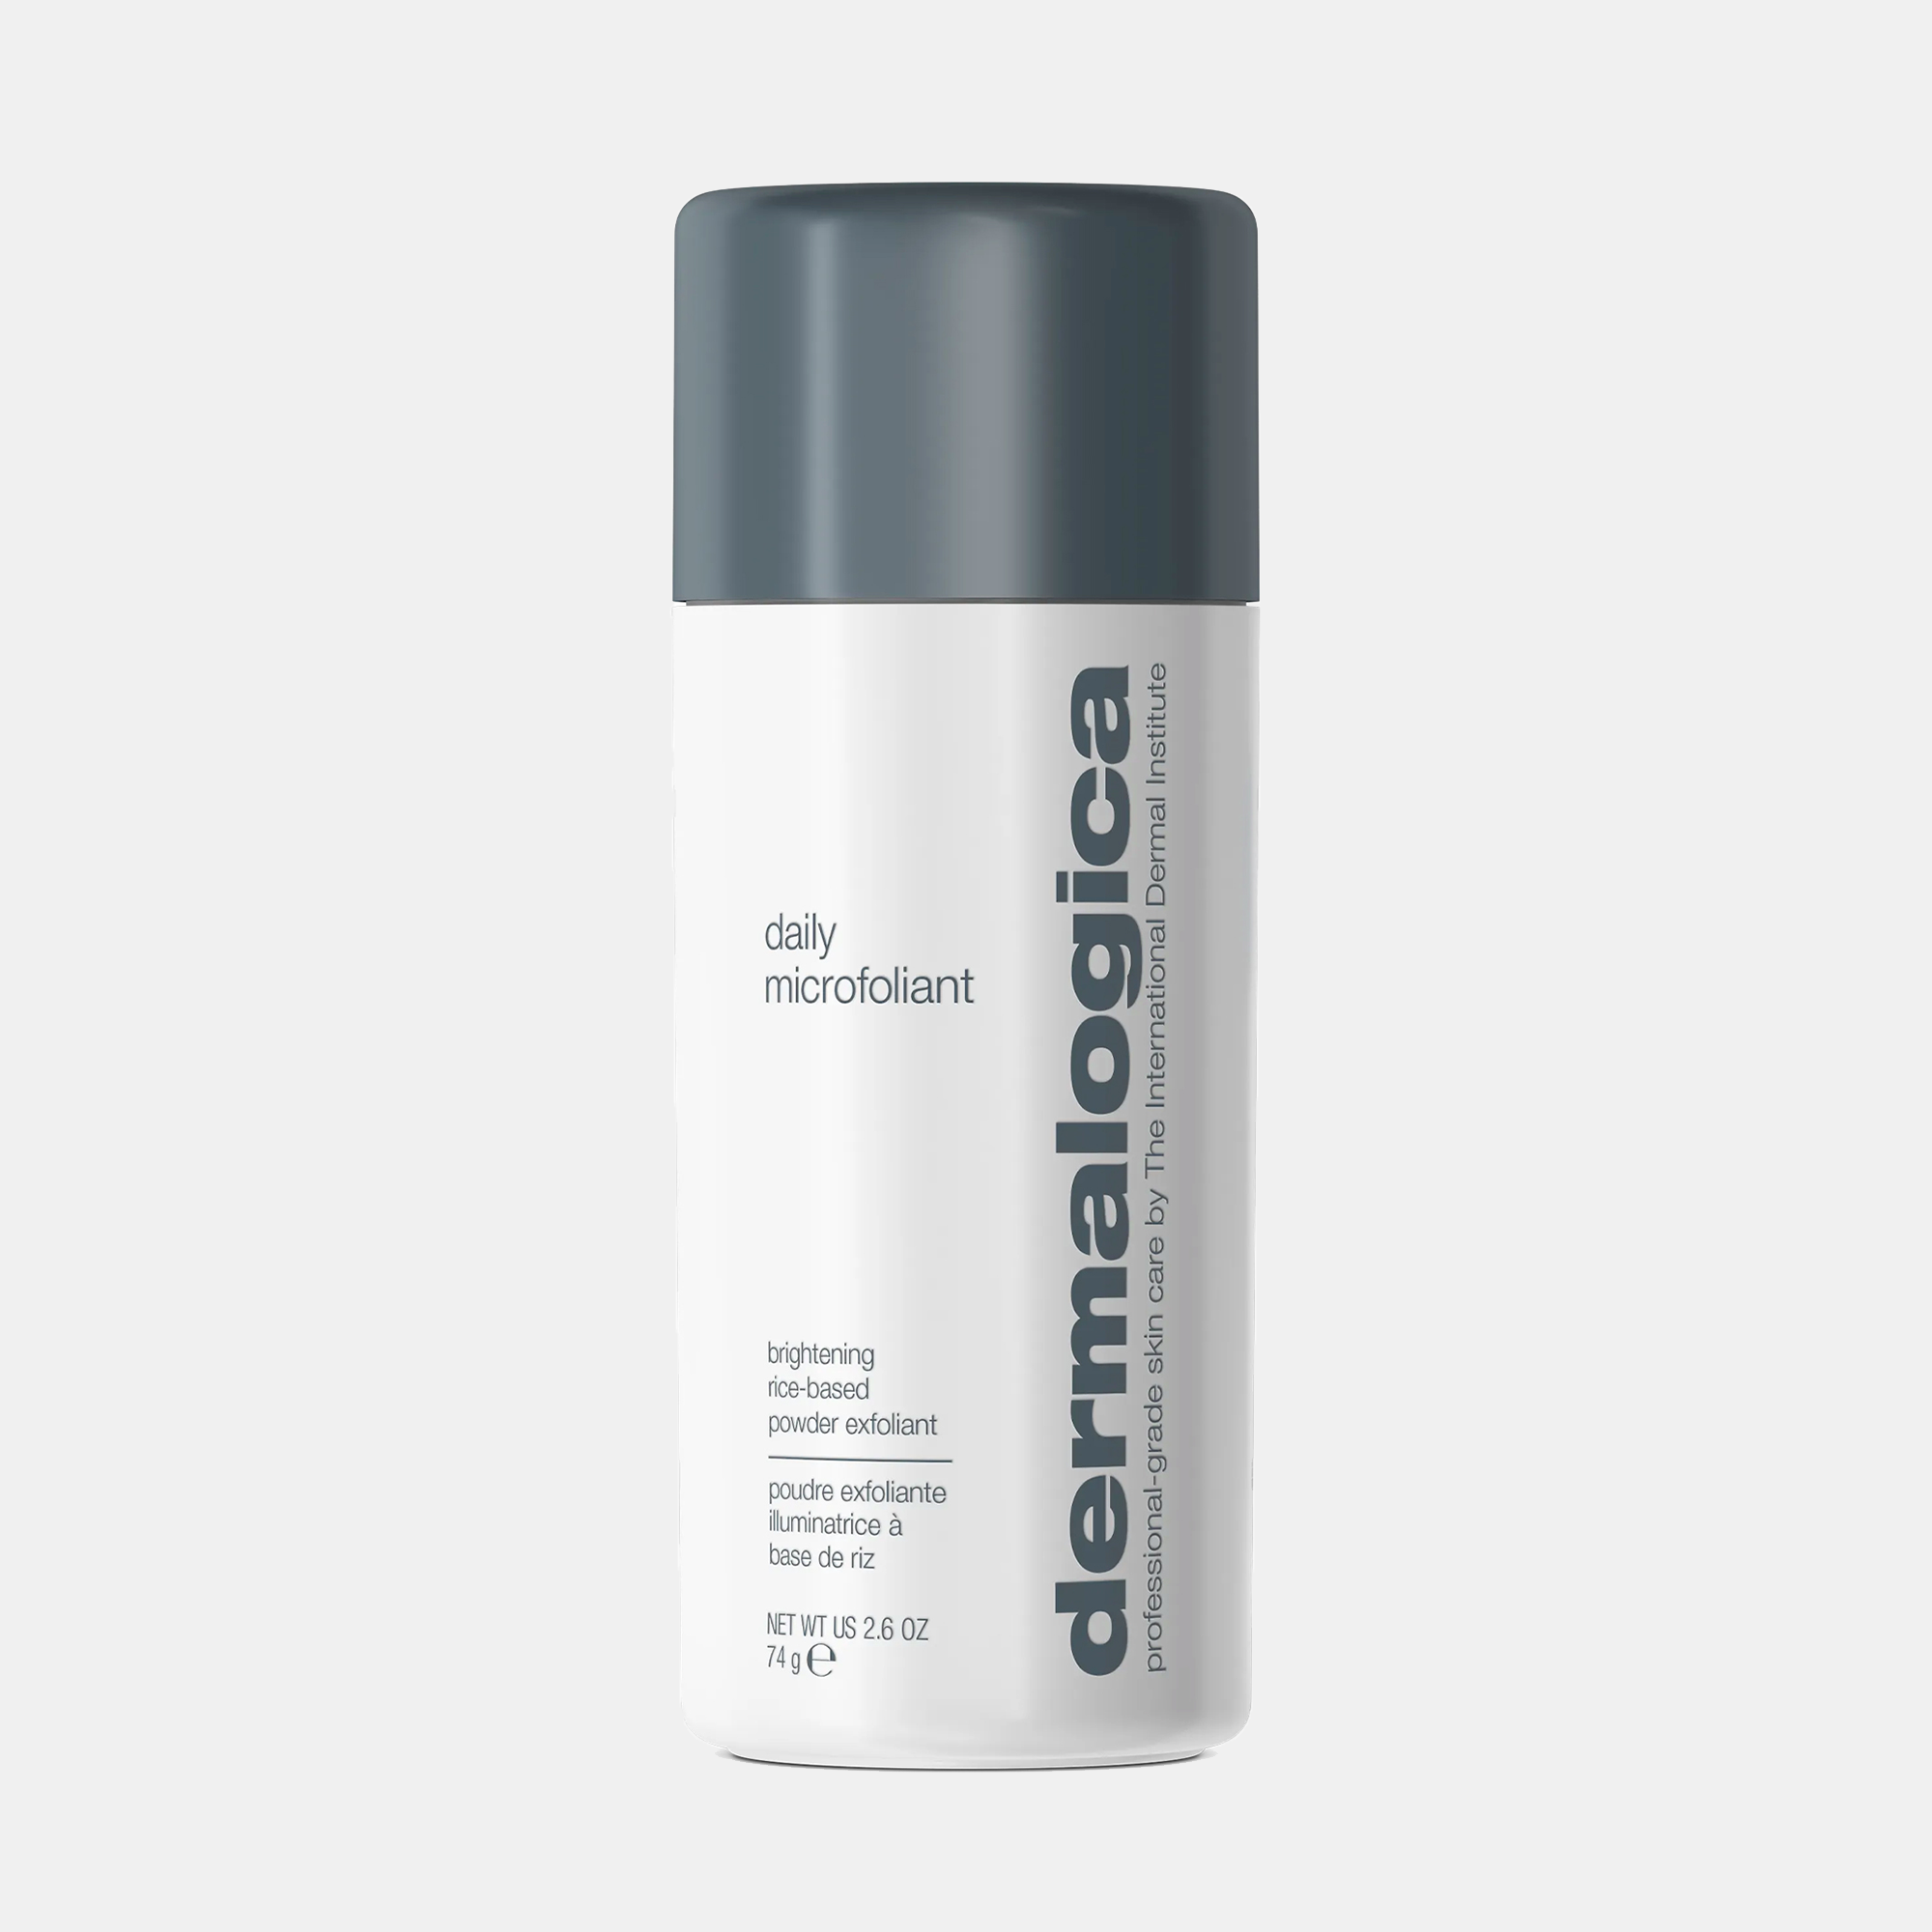 daily
microfoliant
brightening
rice-based
powder exfoliant
poudre exfoliante
illuminatrice à
base de riz
NET WT US 2.6 OZ
74 g ℮
dermalogica
professional-grade skin care by The International Dermal Institute